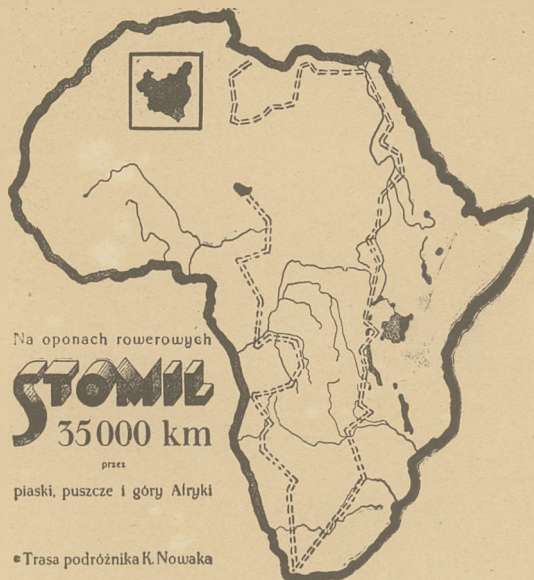 Na oponach rowerowych
STOMIL
35000 km
przez
piaski, puszcze i góry Afryki
Trasa podróżnika K. Nowaka